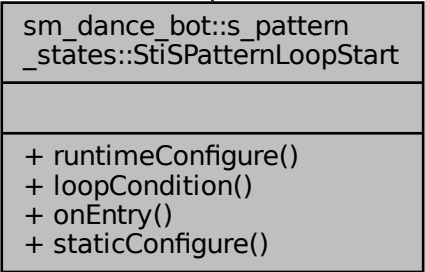 sm_dance_bot::s_pattern
_states::StiSPatternLoopStart
+ runtimeConfigure()
+ loopCondition()
+ onEntry()
+ staticConfigure()